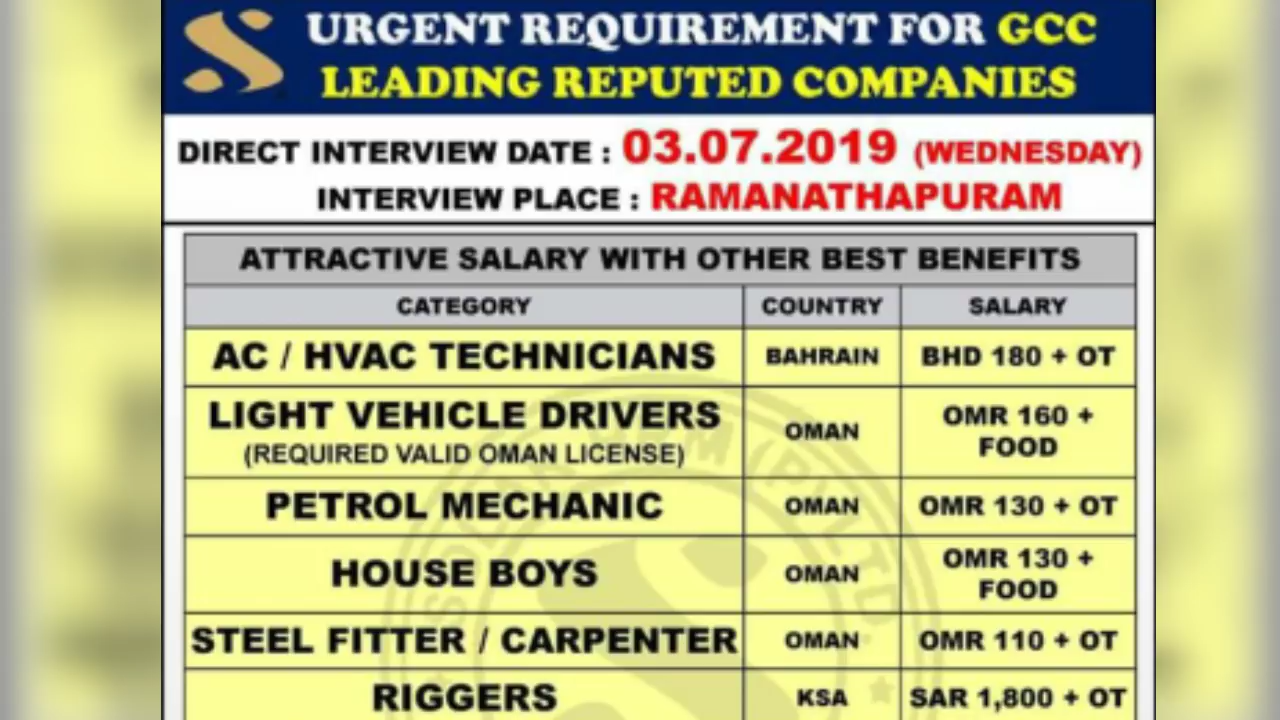 URGENT REQUIREMENT FOR GCC
LEADING REPUTED COMPANIES
DIRECT INTERVIEW DATE : 03.07.2019 (WEDNESDAY)
INTERVIEW PLACE : RAMANATHAPURAM
ATTRACTIVE SALARY WITH OTHER BEST BENEFITS
CATEGORY COUNTRY SALARY
AC / HVAC TECHNICIANS BAHRAIN BHD 180 + OT
LIGHT VEHICLE DRIVERS
(REQUIRED VALID OMAN LICENSE)
OMAN
OMR 160 +
FOOD
PETROL MECHANIC OMAN OMR 130 + OT
HOUSE BOYS OMAN
OMR 130 +
FOOD
STEEL FITTER / CARPENTER OMAN OMR 110 + OT
RIGGERS KSA SAR 1,800 + OT